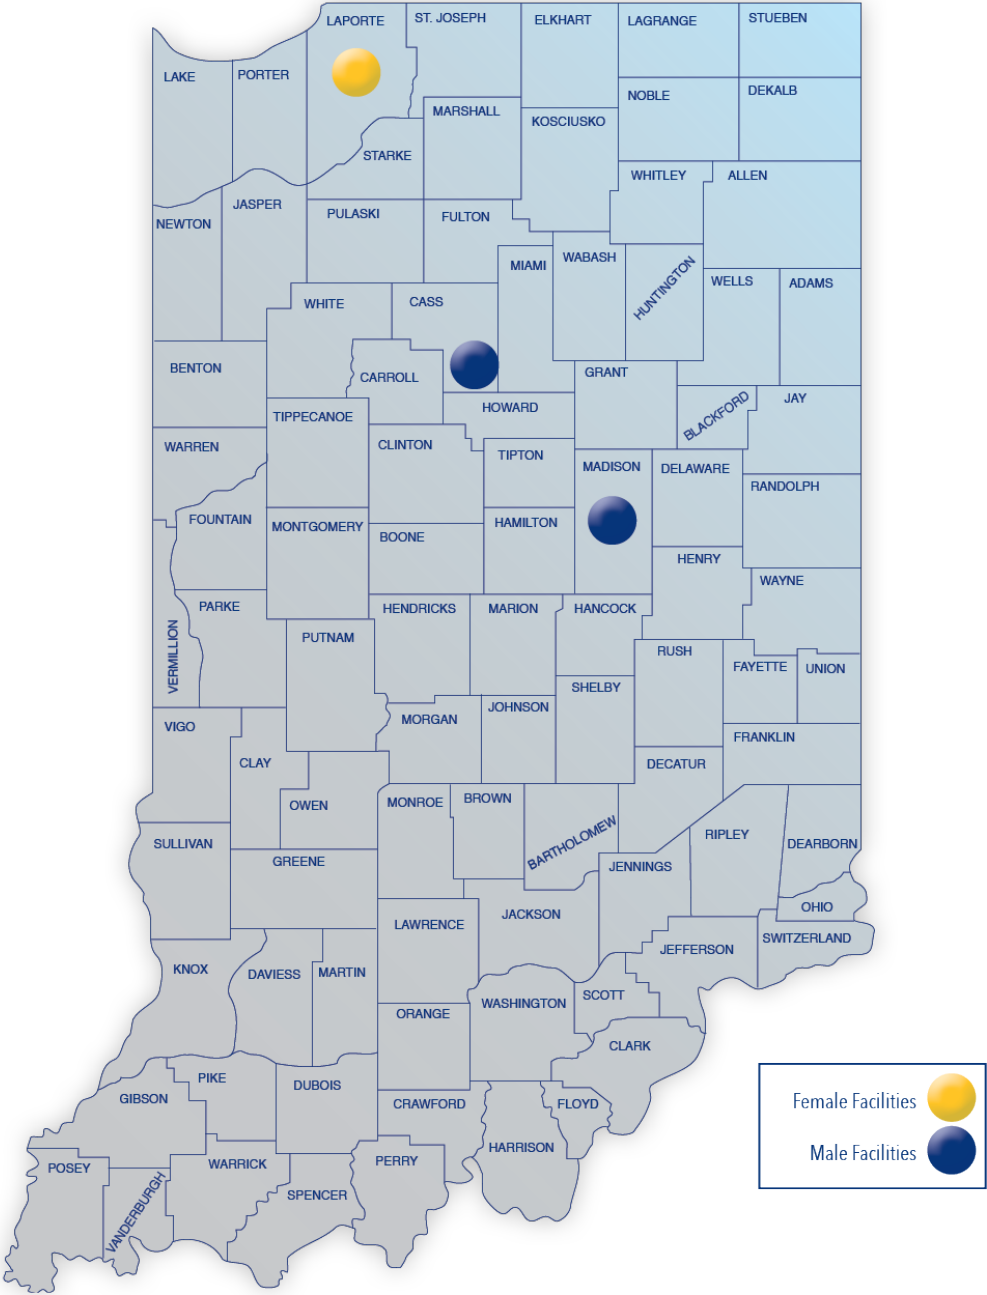 LAPORTE
ST. JOSEPH
ELKHART
LAGRANGE
STUEBEN
LAKE
PORTER
NOBLE
DEKALB
MARSHALL
KOSCIUSKO
STARKE
WHITLEY
ALLEN
JASPER
NEWTON
PULASKI
FULTON
MIAMI
WABASH
HUNTINGTON
WELLS
ADAMS
WHITE
CASS
BENTON
CARROLL
GRANT
BLACKFORD
JAY
HOWARD
TIPPECANOE
WARREN
CLINTON
TIPTON
MADISON
DELAWARE
RANDOLPH
FOUNTAIN
MONTGOMERY
BOONE
HAMILTON
HENRY
WAYNE
PARKE
VERMILLION
PUTNAM
HENDRICKS
MARION
HANCOCK
RUSH
FAYETTE
UNION
SHELBY
JOHNSON
MORGAN
VIGO
FRANKLIN
CLAY
DECATUR
OWEN
MONROE
BROWN
BARTHOLOMEW
RIPLEY
DEARBORN
SULLIVAN
GREENE
JENNINGS
OHIO
LAWRENCE
JACKSON
JEFFERSON
SWITZERLAND
KNOX
DAVIESS
MARTIN
SCOTT
WASHINGTON
ORANGE
CLARK
PIKE
DUBOIS
GIBSON
CRAWFORD
FLOYD
HARRISON
POSEY
VANDERBURGH
WARRICK
PERRY
SPENCER
Female Facilities
Male Facilities